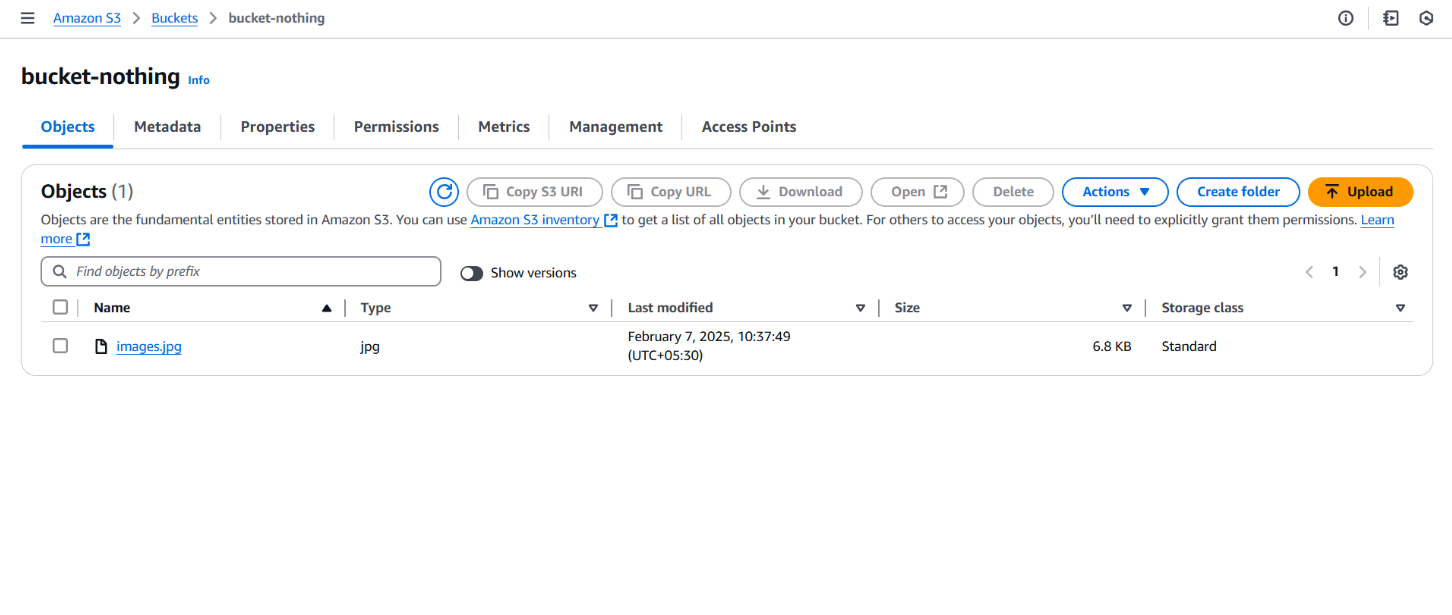 Amazon S3 > Buckets > bucket-nothing
bucket-nothing Info
Objects Metadata Properties Permissions Metrics Management Access Points
Objects (1) Copy S3 URI Copy URL Download Open Delete Actions Create folder Upload
Objects are the fundamental entities stored in Amazon S3. You can use Amazon S3 inventory to get a list of all objects in your bucket. For others to access your objects, you’ll need to explicitly grant them permissions. Learn
more
Find objects by prefix Show versions 1
Name Type Last modified Size Storage class
images.jpg jpg February 7, 2025, 10:37:49 6.8 KB Standard
(UTC+05:30)